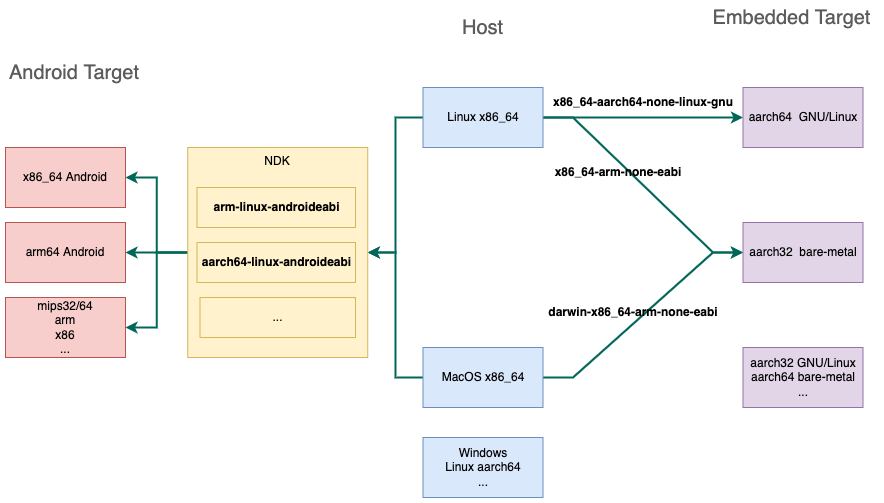 Embedded Target
Host
Android Target
Linux x86_64
x86_64-aarch64-none-linux-gnu
aarch64 GNU/Linux
x86_64-arm-none-eabi
NDK
x86_64 Android
arm-linux-androideabi
arm64 Android
aarch64-linux-androideabi
aarch32 bare-metal
mips32/64
arm
x86
...
...
darwin-x86_64-arm-none-eabi
MacOS x86_64
aarch32 GNU/Linux
aarch64 bare-metal
...
Windows
Linux aarch64
...